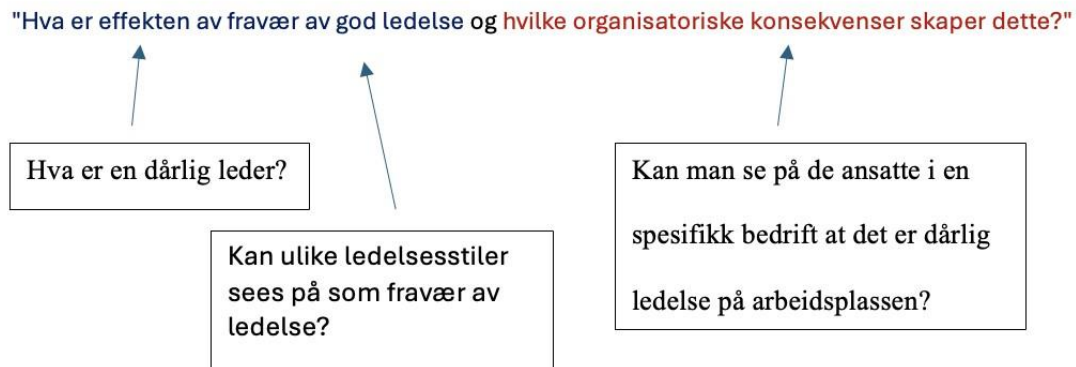 "Hva er effekten av fravær av god ledelse og hvilke organisatoriske konsekvenser skaper dette?"
Hva er en dårlig leder?
Kan ulike ledelsesstiler
sees på som fravær av
ledelse?
Kan man se på de ansatte i en
spesifikk bedrift at det er dårlig
ledelse på arbeidsplassen?